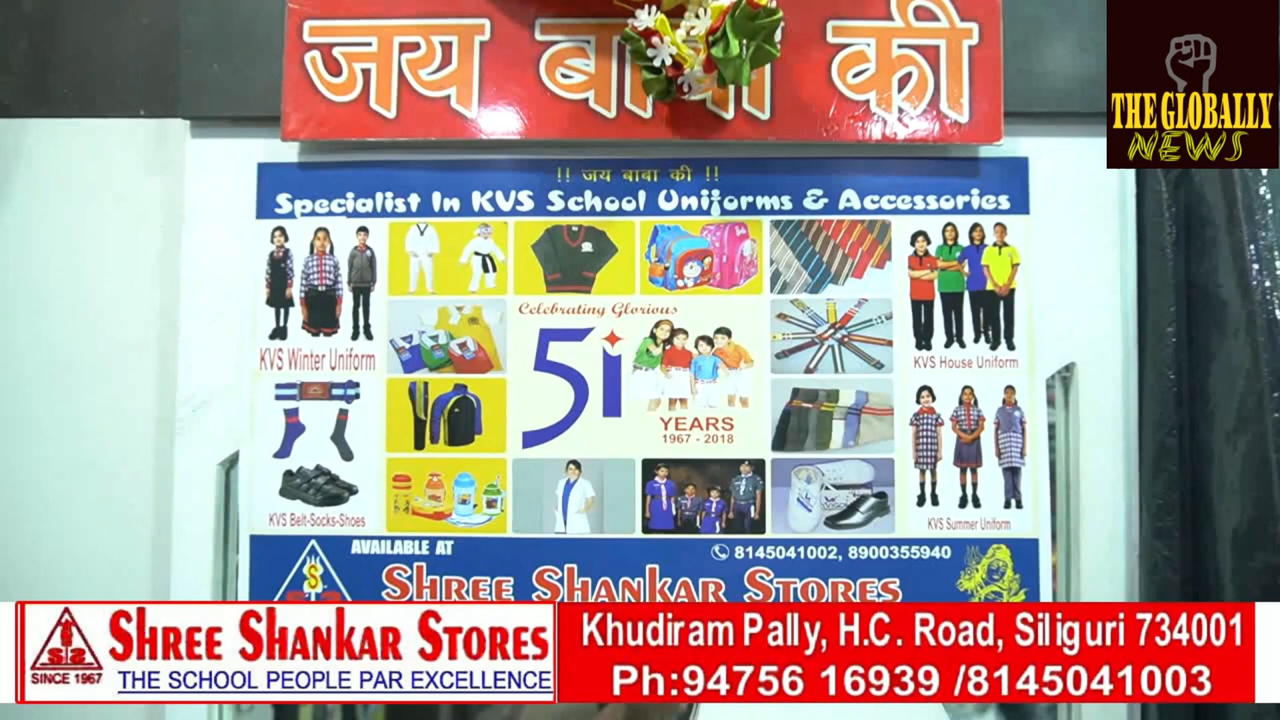 जय बाबा की
THE GLOBALLY
NEWS
!! जय बाबा की !!
Specialist In KVS School Uniforms & Accessories
KVS Winter Uniform
Celebrating Glorious
51
YEARS
1967 - 2018
KVS House Uniform
KVS Belt-Socks-Shoes
KVS Summer Uniform
AVAILABLE AT
8145041002, 8900355940
SHREE SHANKAR STORES
SHREE SHANKAR STORES
SINCE 1967
THE SCHOOL PEOPLE PAR EXCELLENCE
Khudiram Pally, H.C. Road, Siliguri 734001
Ph:94756 16939 /8145041003